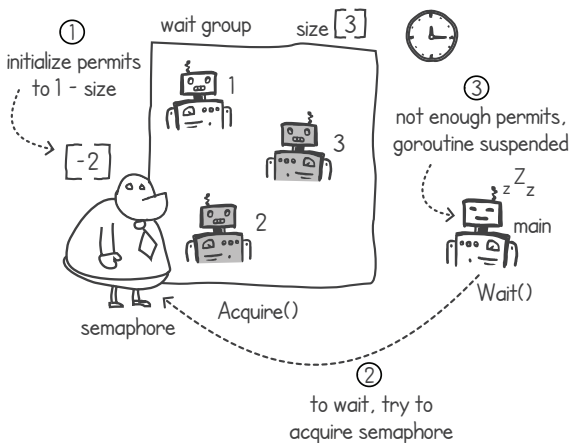 1
initialize permits
to 1 - size
[-2]
wait group
size [3]
1
3
2
3
not enough permits,
goroutine suspended
z Z z
main
Wait()
semaphore
Acquire()
2
to wait, try to
acquire semaphore